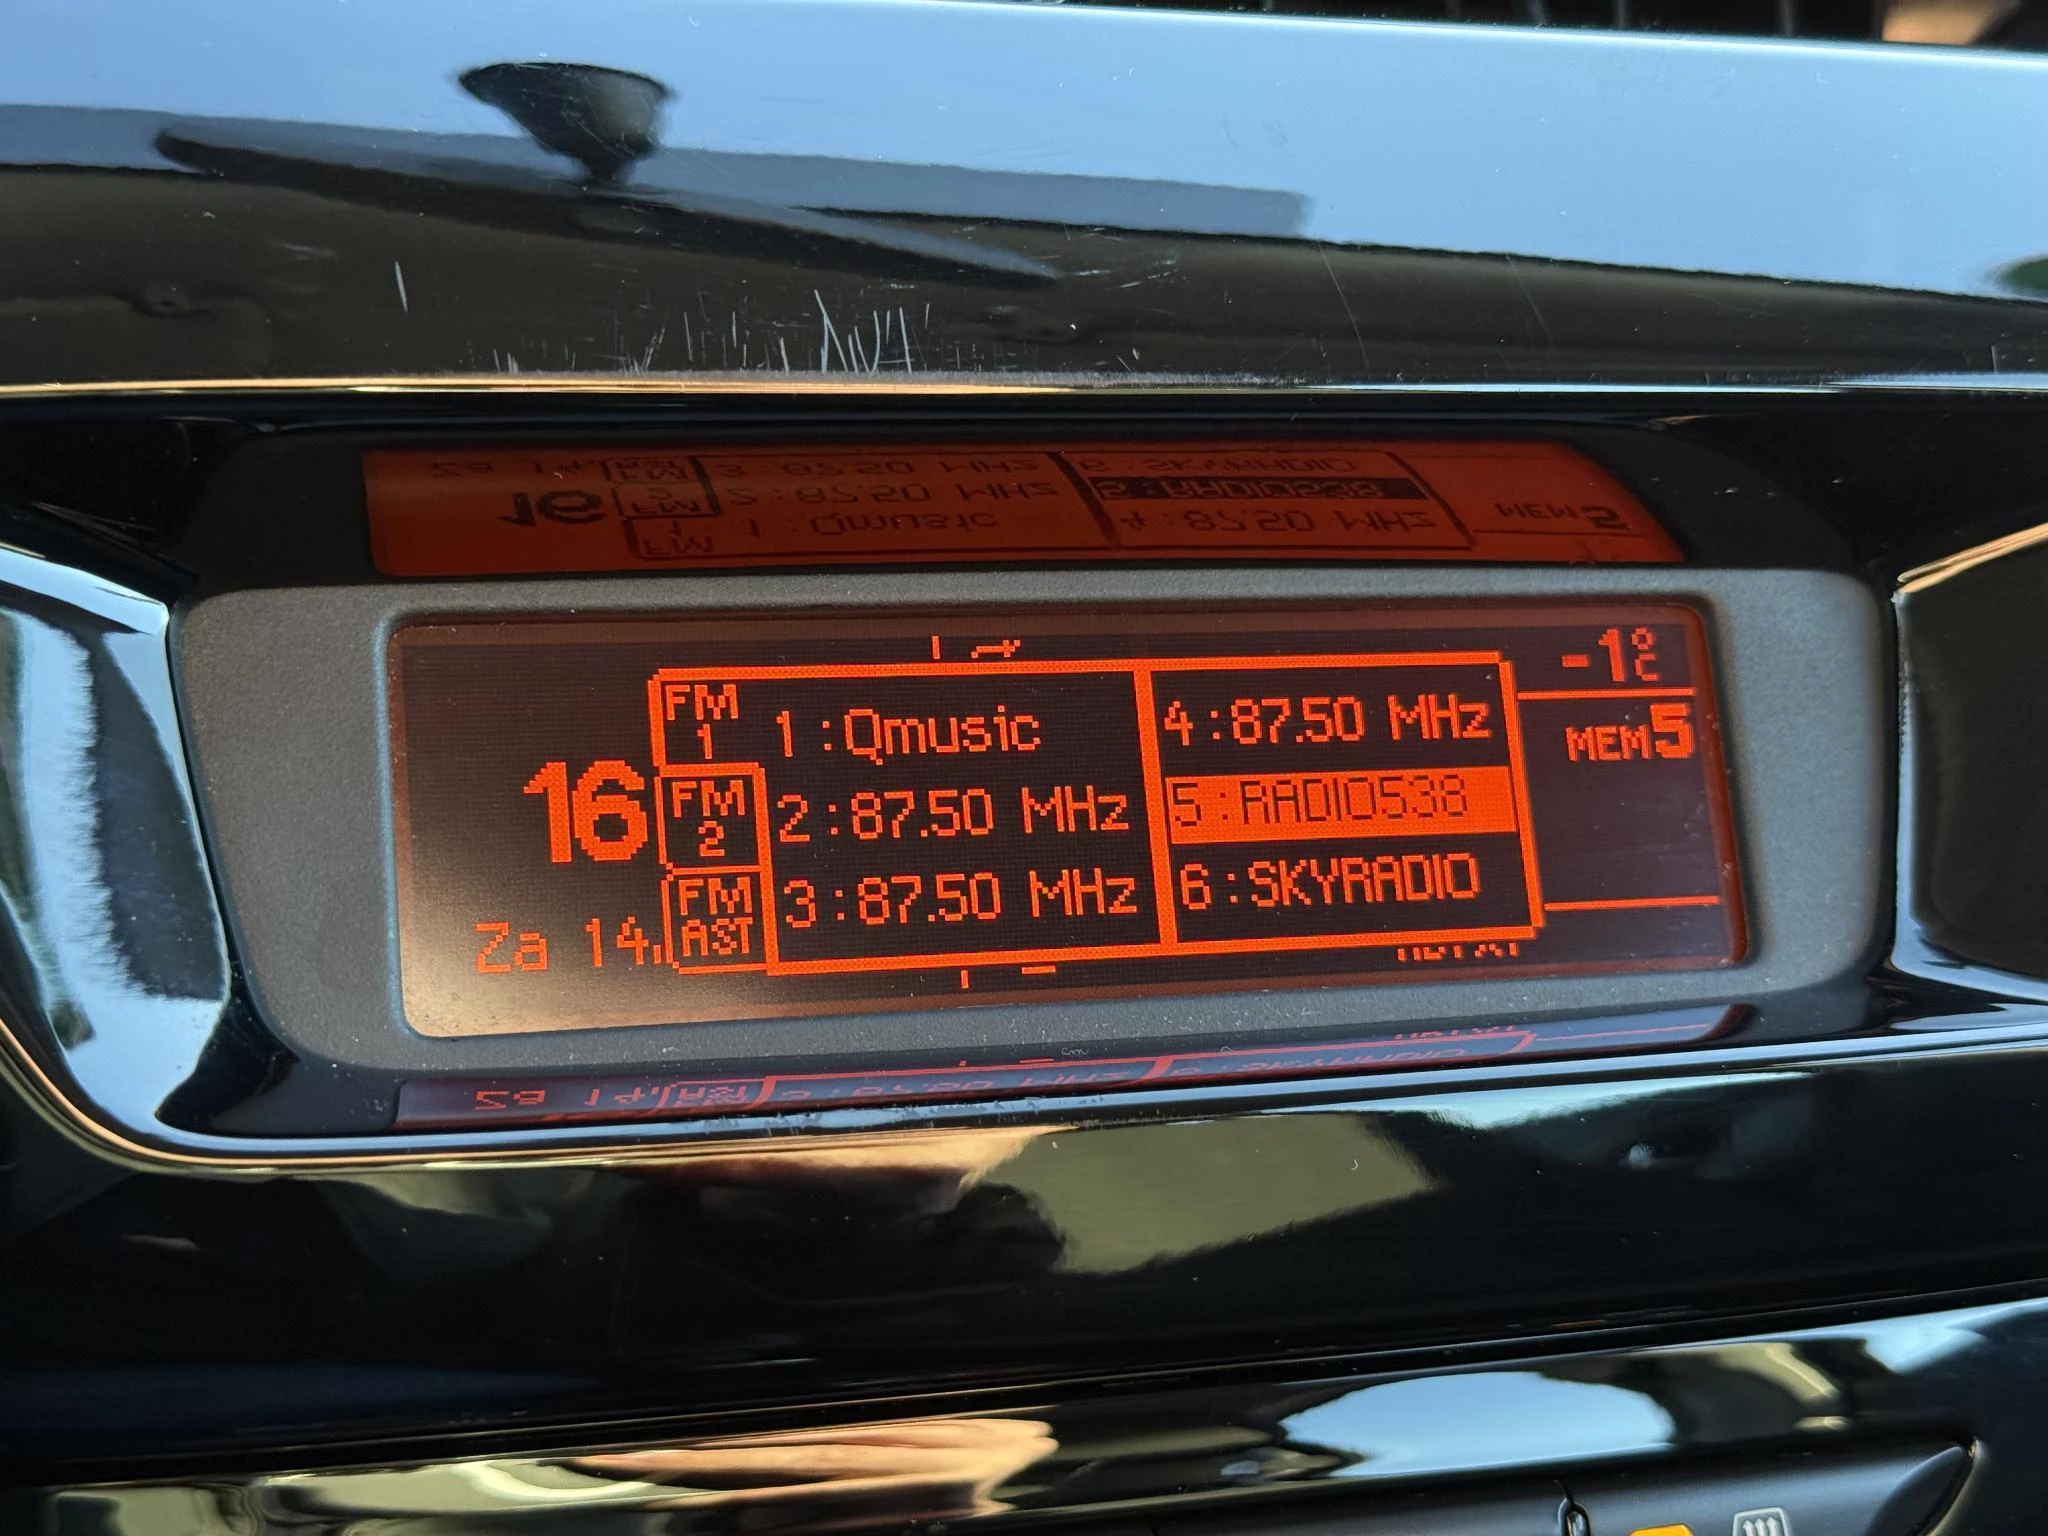 -1°C
FM 1
1:Qmusic
4:87.50 MHz
MEM5
16
FM 2
2:87.50 MHz
5:RADIO538
3:87.50 MHz
6:SKYRADIO
Za 14
FM AST